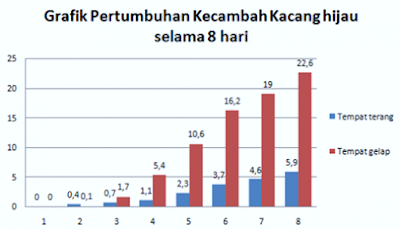 Grafik Pertumbuhan Kecambah Kacang hijau
selama 8 hari
25
20
15
10
5
0
0 0
0,4 0,1
0,7 1,7
1,1 5,4
2,3 10,6
3,7 16,2
4,6 19
5,9 22,6
1 2 3 4 5 6 7 8
Tempat terang
Tempat gelap